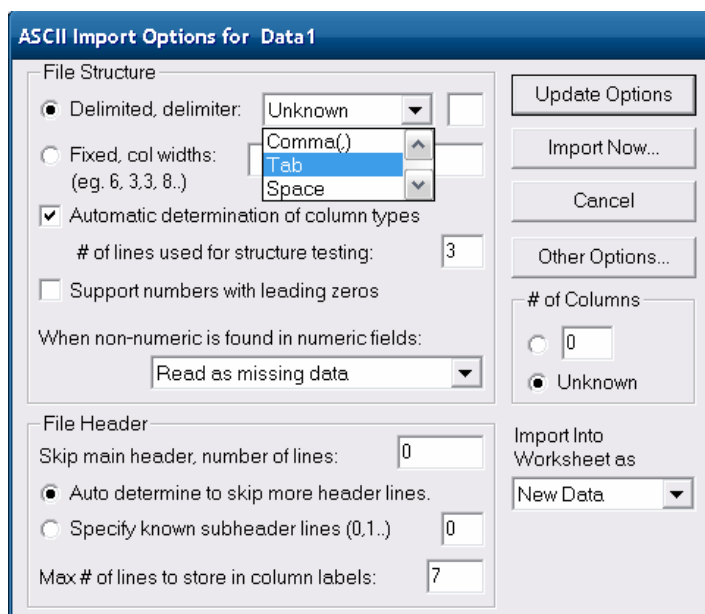 ASCII Import Options for Data1
File Structure
Delimited, delimiter: Unknown
Comma(,)
Tab
Space
Fixed, col widths:
(eg. 6, 3,3, 8..)
Automatic determination of column types
# of lines used for structure testing: 3
Support numbers with leading zeros
When non-numeric is found in numeric fields:
Read as missing data
File Header
Skip main header, number of lines: 0
Auto determine to skip more header lines.
Specify known subheader lines (0,1..) 0
Max # of lines to store in column labels: 7
Update Options
Import Now...
Cancel
Other Options...
# of Columns
0
Unknown
Import Into
Worksheet as
New Data